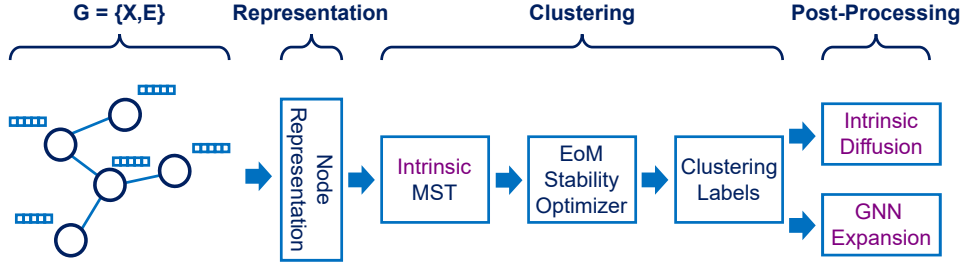 G = {X,E}
Representation
Clustering
Post-Processing
Node
Representation
Intrinsic
MST
EoM
Stability
Optimizer
Clustering
Labels
Intrinsic
Diffusion
GNN
Expansion